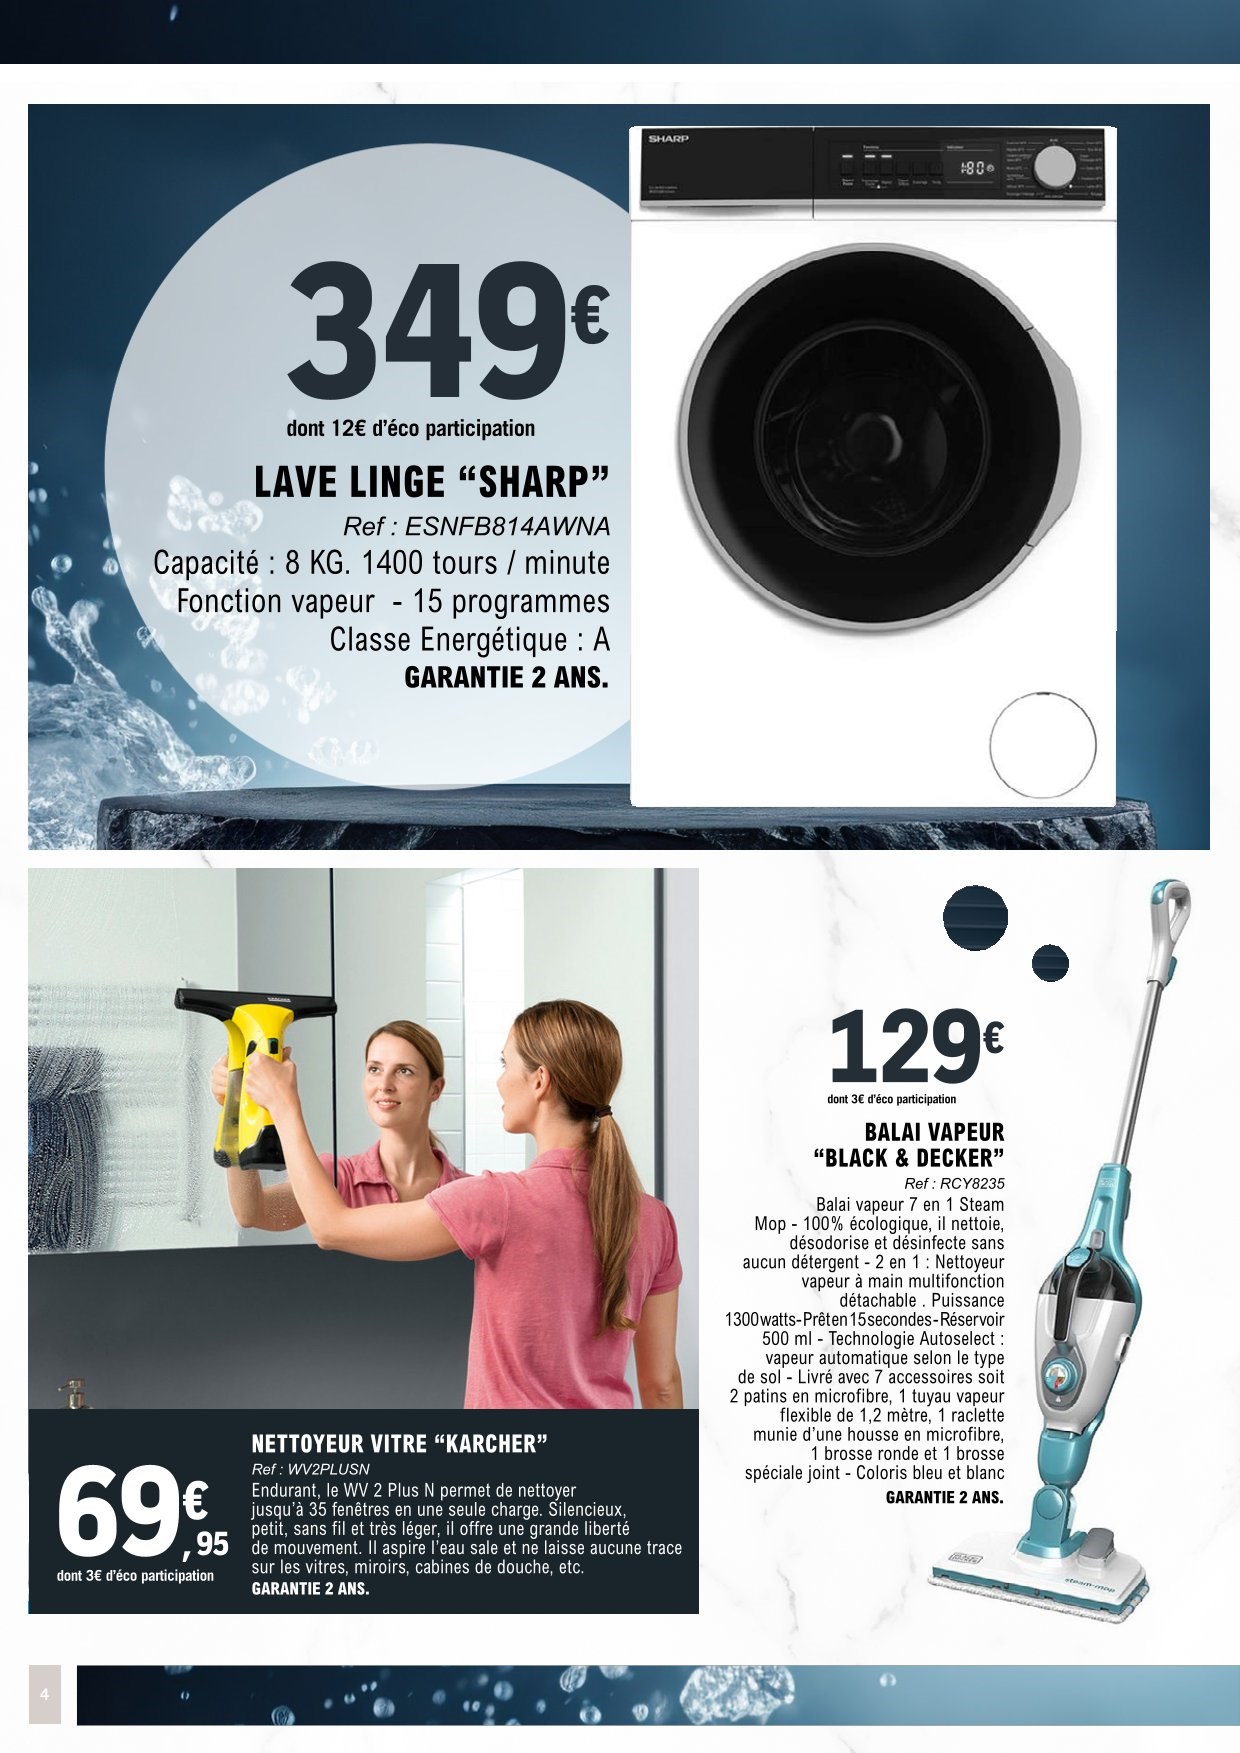 SHARP
349€
dont 12€ d’éco participation
LAVE LINGE “SHARP”
Ref : ESNFB814AWNA
Capacité : 8 KG. 1400 tours / minute
Fonction vapeur - 15 programmes
Classe Energétique : A
GARANTIE 2 ANS.
129€
dont 3€ d’éco participation
BALAI VAPEUR
“BLACK & DECKER”
Ref : RCY8235
Balai vapeur 7 en 1 Steam
Mop - 100% écologique, il nettoie,
désodorise et désinfecte sans
aucun détergent - 2 en 1 : Nettoyeur
vapeur à main multifonction
détachable . Puissance
1300 watts - Prêt en 15 secondes - Réservoir
500 ml - Technologie Autoselect :
vapeur automatique selon le type
de sol - Livré avec 7 accessoires soit
2 patins en microfibre, 1 tuyau vapeur
flexible de 1,2 mètre, 1 raclette
munie d’une housse en microfibre,
1 brosse ronde et 1 brosse
spéciale joint - Coloris bleu et blanc
GARANTIE 2 ANS.
steam-mop
69€,95
dont 3€ d’éco participation
NETTOYEUR VITRE “KARCHER”
Ref : WV2PLUSN
Endurant, le WV 2 Plus N permet de nettoyer
jusqu’à 35 fenêtres en une seule charge. Silencieux,
petit, sans fil et très léger, il offre une grande liberté
de mouvement. Il aspire l’eau sale et ne laisse aucune trace
sur les vitres, miroirs, cabines de douche, etc.
GARANTIE 2 ANS.
4